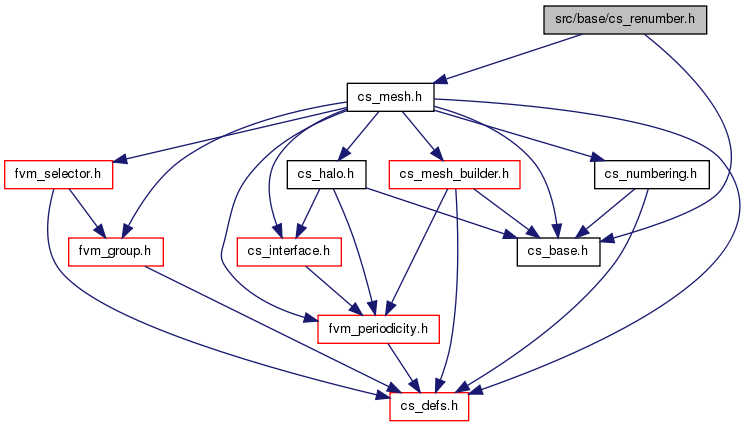 src/base/cs_renumber.h
cs_mesh.h
fvm_selector.h
cs_halo.h
cs_mesh_builder.h
cs_numbering.h
fvm_group.h
cs_interface.h
cs_base.h
fvm_periodicity.h
cs_defs.h